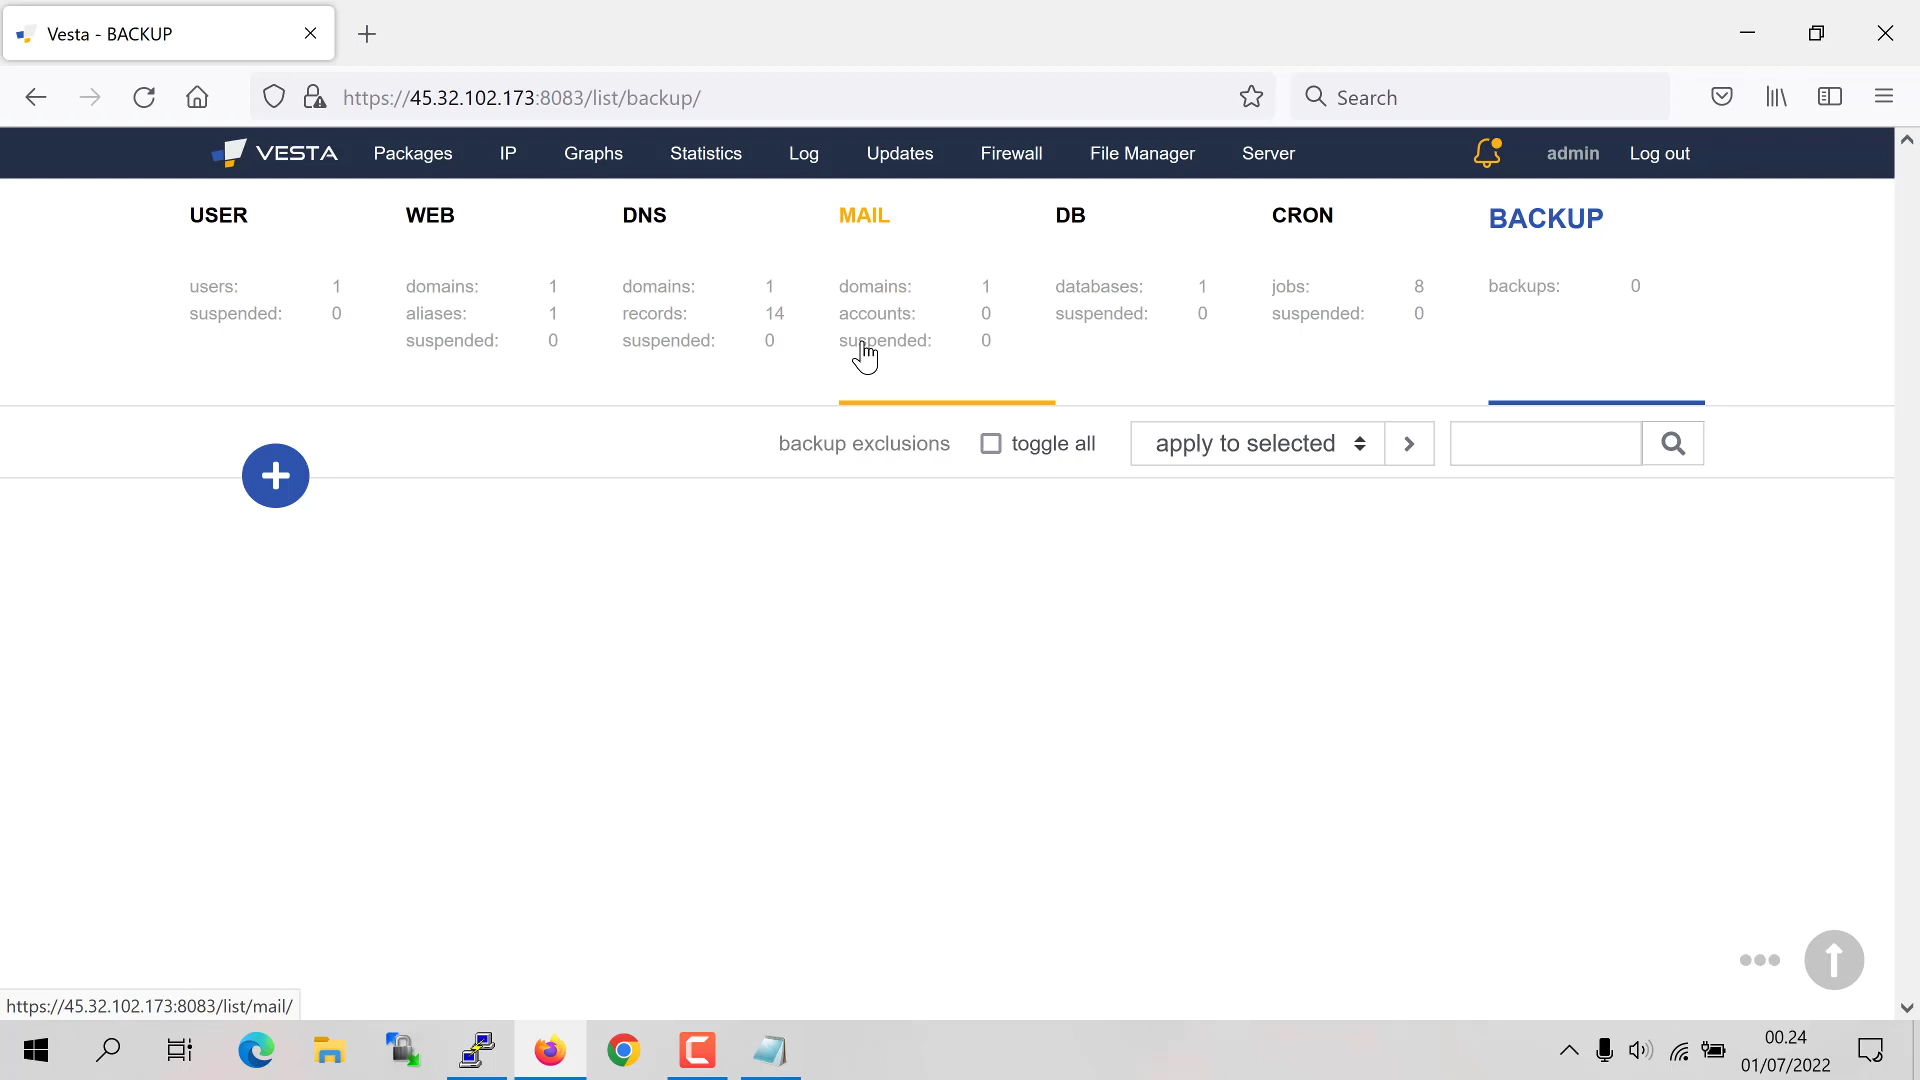 Vesta - BACKUP
https://45.32.102.173:8083/list/backup/
Search
VESTA Packages IP Graphs Statistics Log Updates Firewall File Manager Server admin Log out
USER WEB DNS MAIL DB CRON BACKUP
users: 1 domains: 1 domains: 1 domains: 1 databases: 1 jobs: 8 backups: 0
suspended: 0 aliases: 1 records: 14 accounts: 0 suspended: 0 suspended: 0
suspended: 0 suspended: 0 suspended: 0
backup exclusions toggle all apply to selected
https://45.32.102.173:8083/list/mail/
00.24
01/07/2022